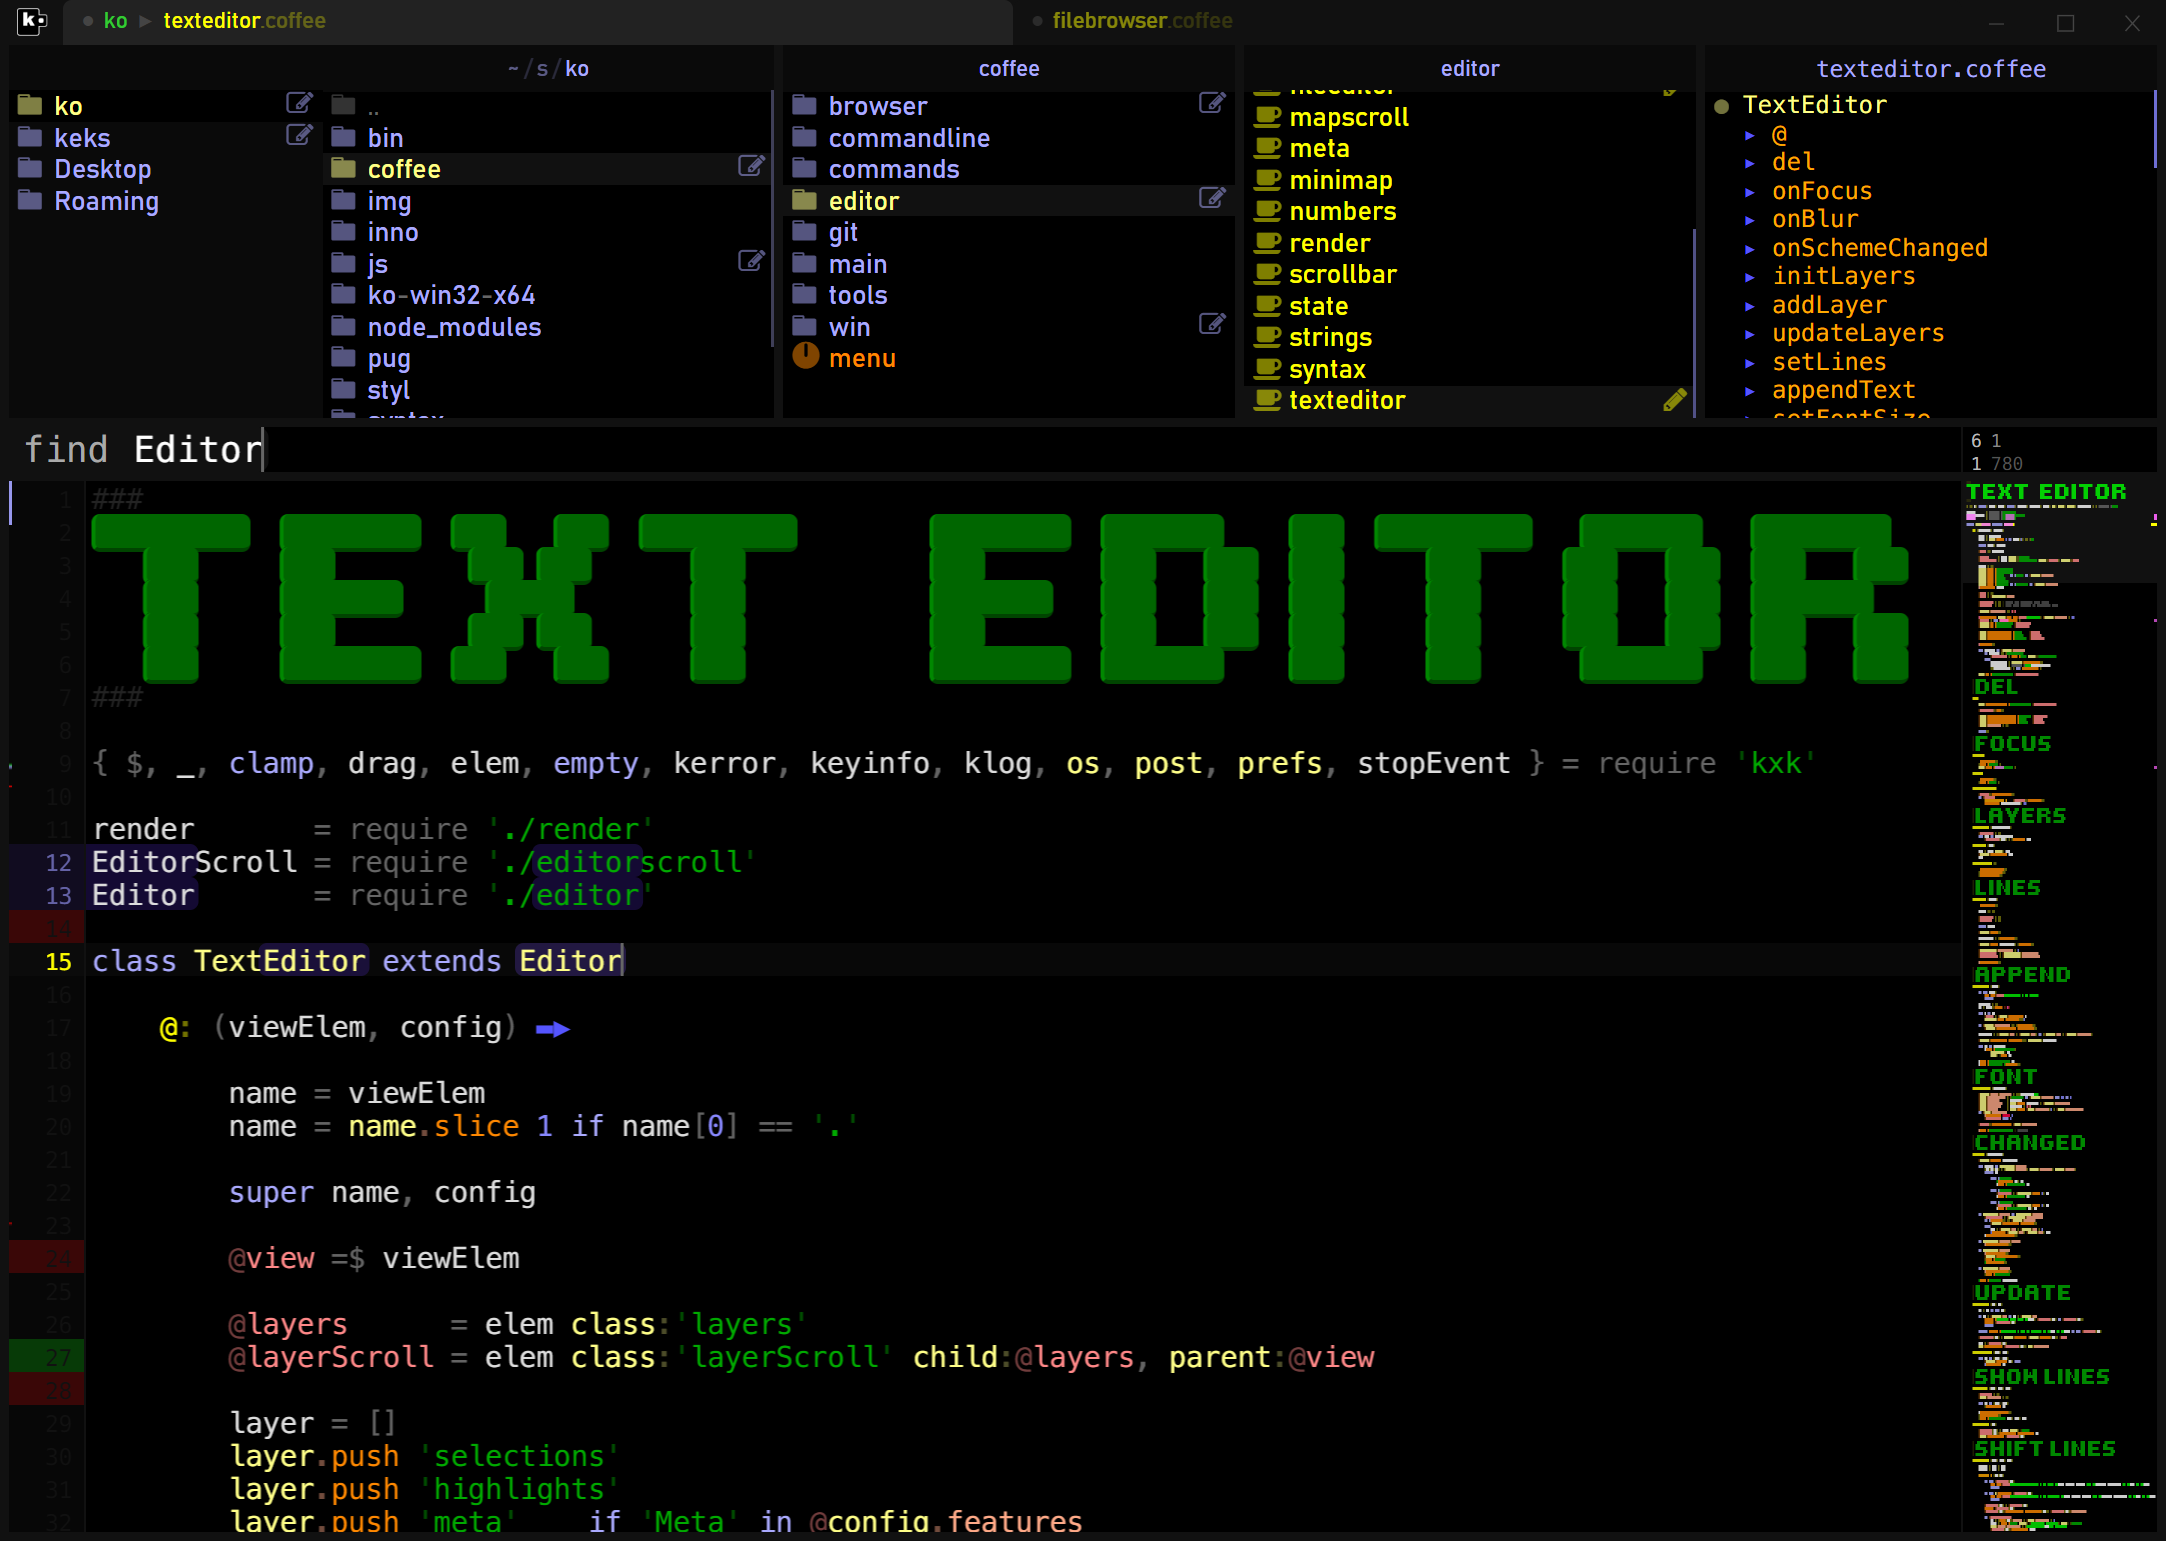 k
ko ▸ texteditor.coffee
filebrowser.coffee
~/s/ko
coffee
editor
texteditor.coffee
ko
keks
Desktop
Roaming
..
bin
coffee
img
inno
js
ko-win32-x64
node_modules
pug
styl
browser
commandline
commands
editor
git
main
tools
win
menu
mapscroll
meta
minimap
numbers
render
scrollbar
state
strings
syntax
texteditor
TextEditor
@
del
onFocus
onBlur
onSchemeChanged
initLayers
addLayer
updateLayers
setLines
appendText
setFontSize
find Editor
6 1
1 780
1 ###
2
3
4
5
6
TEXT EDITOR
7 ###
8
9 { $, _, clamp, drag, elem, empty, kerror, keyinfo, klog, os, post, prefs, stopEvent } = require 'kxk'
10
11 render       = require './render'
12 EditorScroll = require './editorscroll'
13 Editor       = require './editor'
14
15 class TextEditor extends Editor
16
17     @: (viewElem, config) =>
18
19         name = viewElem
20         name = name.slice 1 if name[0] == '.'
21
22         super name, config
23
24         @view =$ viewElem
25
26         @layers      = elem class:'layers'
27         @layerScroll = elem class:'layerScroll' child:@layers, parent:@view
28
29         layer = []
30         layer.push 'selections'
31         layer.push 'highlights'
32         layer.push 'meta'    if 'Meta' in @config.features
TEXT EDITOR
DEL
FOCUS
LAYERS
LINES
APPEND
FONT
CHANGED
UPDATE
SHOW LINES
SHIFT LINES